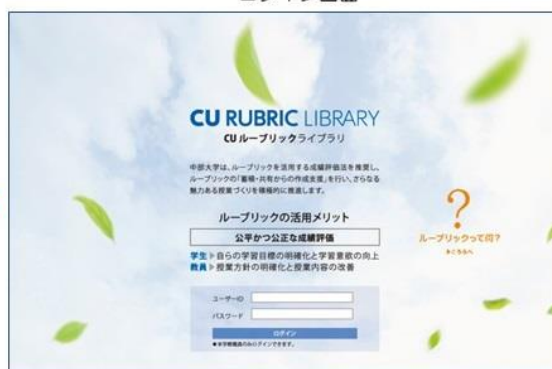 CU RUBRIC LIBRARY
CU ルーブリックライブラリ
中部大学は、ルーブリックを活用する成績評価法を推奨し、
ルーブリックの「蓄積・共有からの作成支援」を行い、さらなる
魅力ある授業づくりを積極的に推進します。
ルーブリックの活用メリット
公平かつ公正な成績評価
学生▶自らの学習目標の明確化と学習意欲の向上
教員▶授業方針の明確化と授業内容の改善
?
ルーブリックって何?
▶こちらへ
ユーザーID
パスワード
ログイン